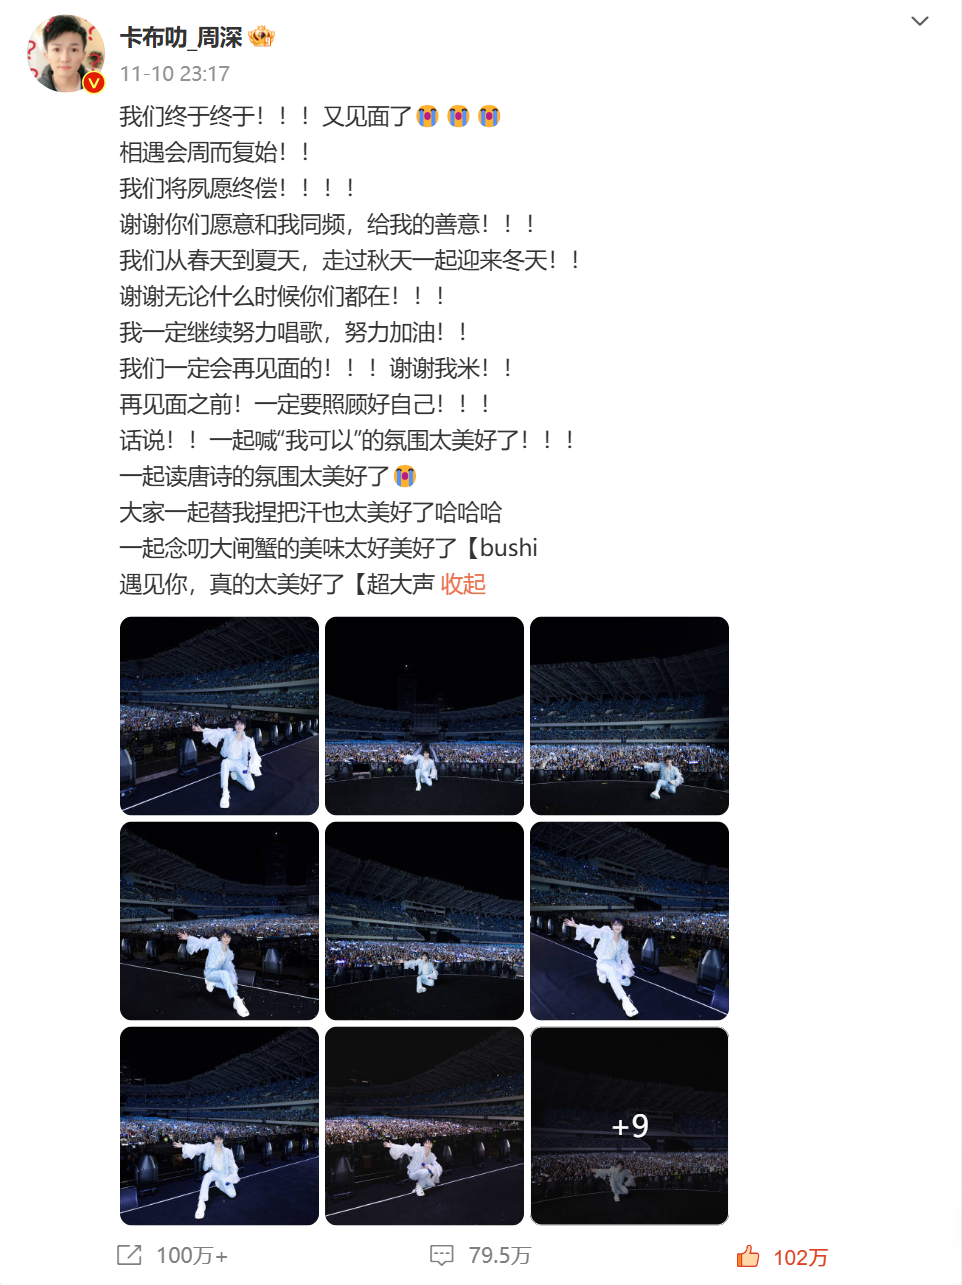 卡布叻_周深
11-10 23:17
我们终于终于！！！又见面了😭😭😭
相遇会周而复始！！
我们将夙愿终偿！！！！
谢谢你们愿意和我同频，给我的善意！！！
我们从春天到夏天，走过秋天一起迎来冬天！！
谢谢无论什么时候你们都在！！！
我一定继续努力唱歌，努力加油！！
我们一定会再见面的！！！谢谢我米！！
再见面之前！一定要照顾好自己！！！
话说！！一起喊“我可以”的氛围太美好了！！！
一起读唐诗的氛围太美好了😭
大家一起替我捏把汗也太美好了哈哈哈
一起念叨大闸蟹的美味太好美好了【bushi
遇见你，真的太美好了【超大声 收起
+9
100万+
79.5万
102万